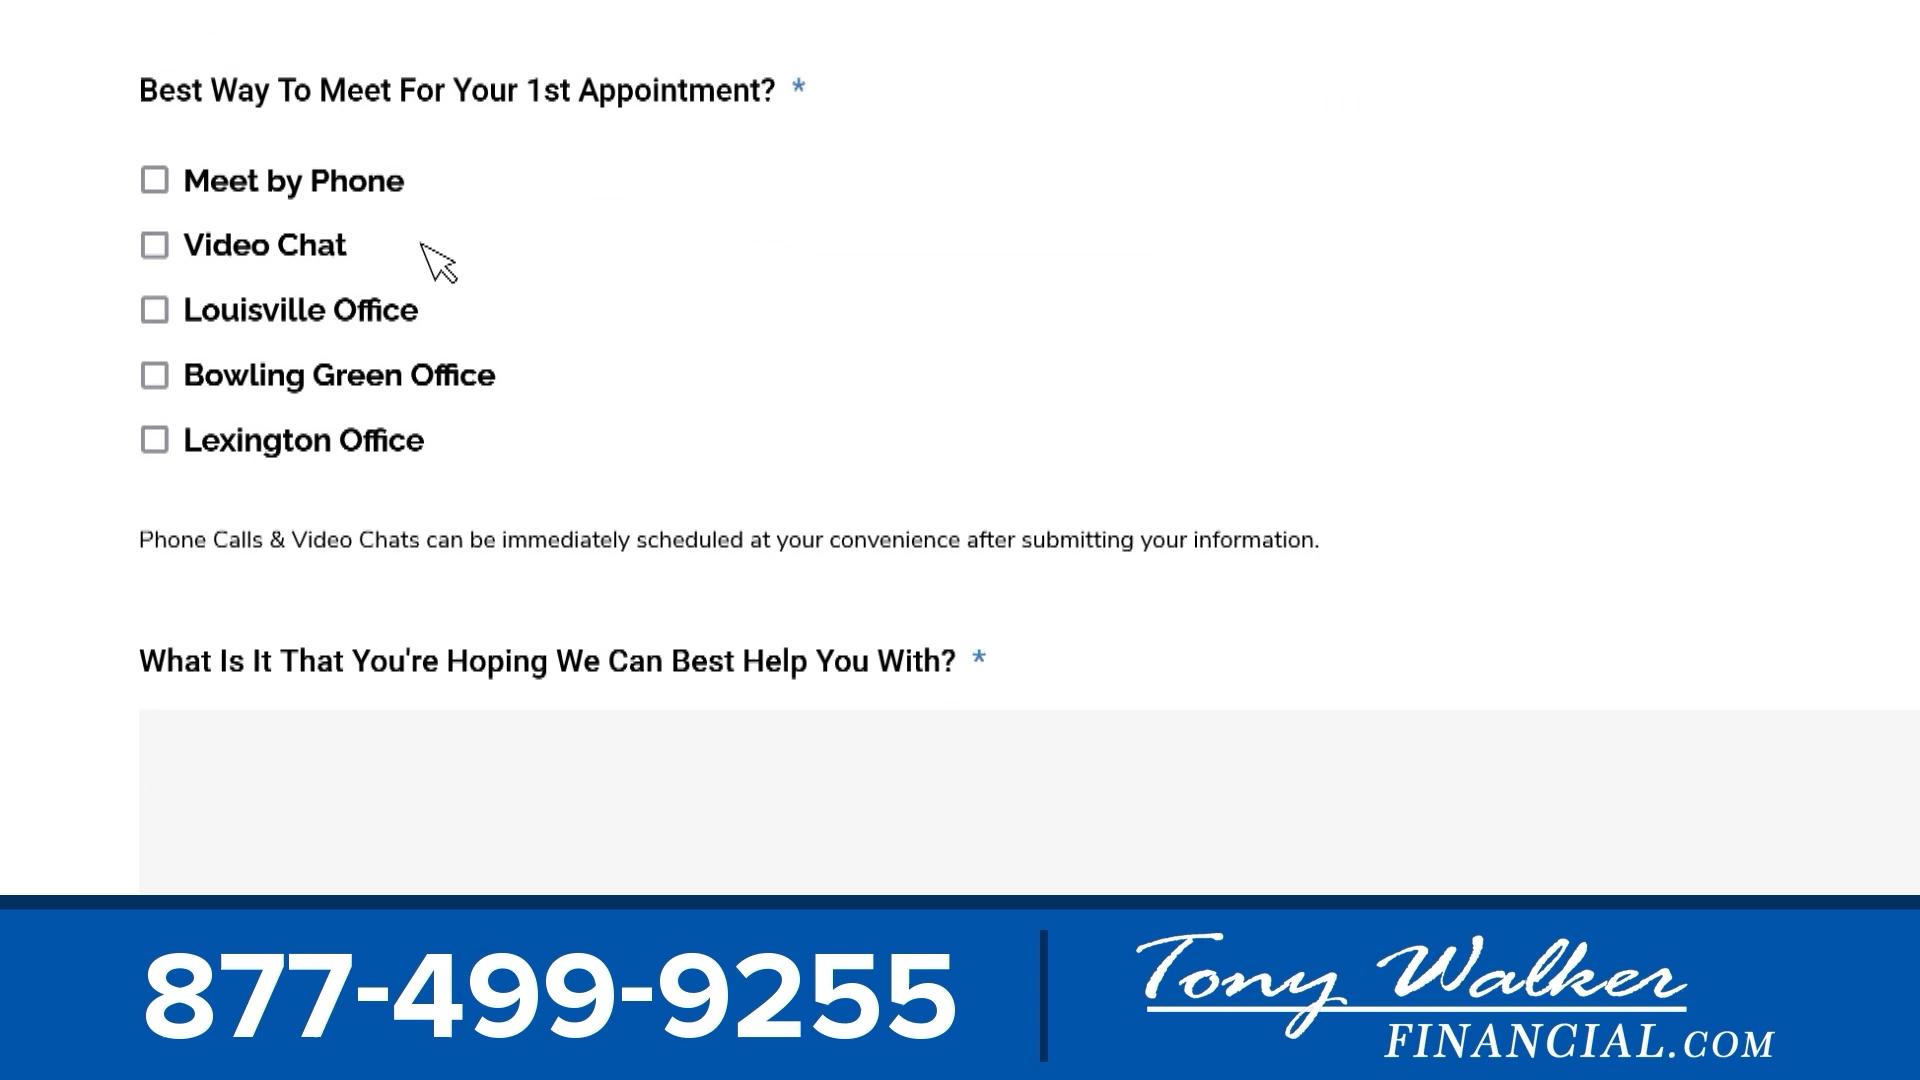 Best Way To Meet For Your 1st Appointment? *
Meet by Phone
Video Chat
Louisville Office
Bowling Green Office
Lexington Office
Phone Calls & Video Chats can be immediately scheduled at your convenience after submitting your information.
What Is It That You're Hoping We Can Best Help You With? *
877-499-9255
Tony Walker
FINANCIAL.COM